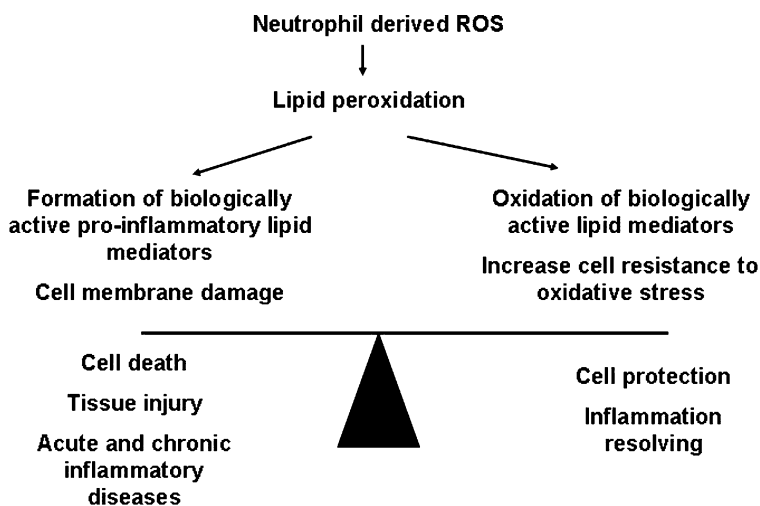 Neutrophil derived ROS
Lipid peroxidation
Formation of biologically
active pro-inflammatory lipid
mediators
Cell membrane damage
Oxidation of biologically
active lipid mediators
Increase cell resistance to
oxidative stress
Cell death
Tissue injury
Acute and chronic
inflammatory
diseases
Cell protection
Inflammation
resolving